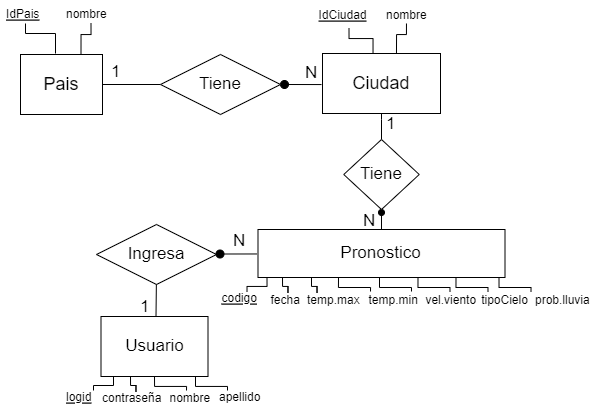 IdPais nombre IdCiudad nombre
Pais 1 Tiene N Ciudad
1
Tiene
N
Ingresa N Pronostico
codigo fecha temp.max temp.min vel.viento tipoCielo prob.lluvia
1
Usuario
logid contraseña nombre apellido